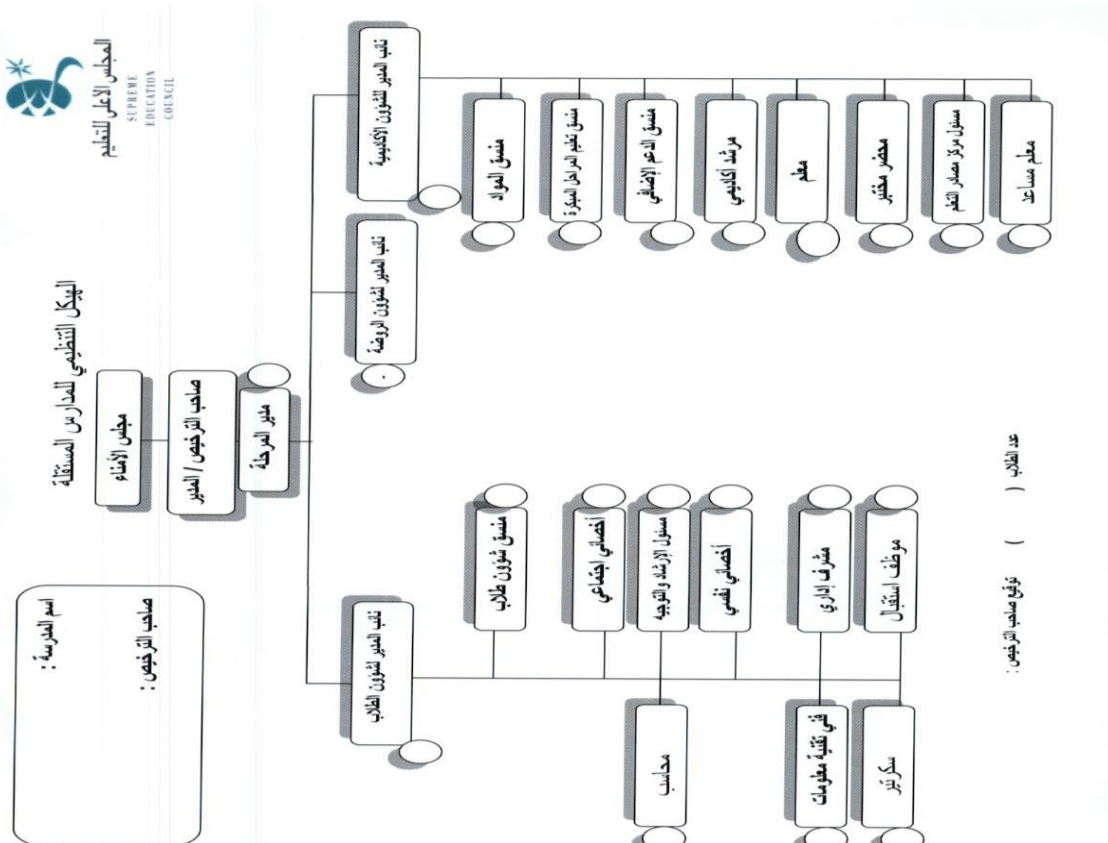 المجلس الأعلى للتعليم
SUPREME
EDUCATION
COUNCIL
الهيكل التنظيمي للمدارس المستقلة
اسم المدرسة :
صاحب الترخيص :
مجلس الأمناء
صاحب الترخيص / المدير
مدير المرحلة
نائب المدير للشؤون الأكاديمية
نائب المدير لشؤون الروضة
نائب المدير لشؤون الطلاب
منسق المواد
منسق تعليم المراحل المبكرة
منسق الدعم الإضافي
مرشد أكاديمي
معلم
محضر مختبر
مسئول مركز مصادر التعلم
معلم مساعد
منسق شؤون طلاب
أخصائي اجتماعي
مسئول الإرشاد والتوجيه
أخصائي نفسي
مشرف إداري
موظف استقبال
محاسب
فني تقنية معلومات
سكرتير
عدد الطلاب ( )
توقيع صاحب الترخيص :